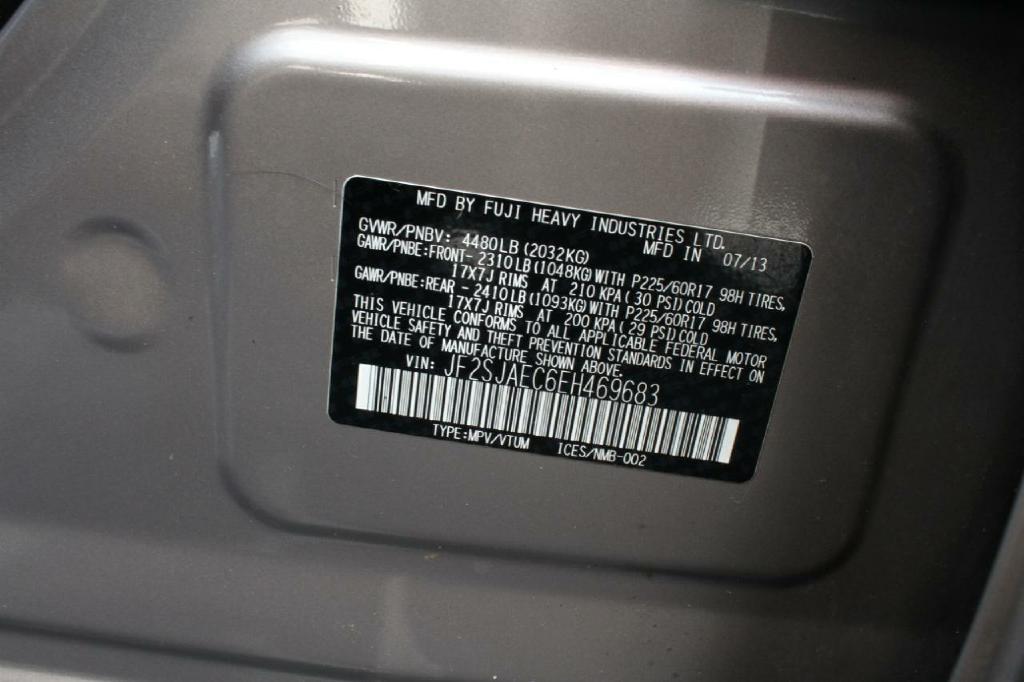 MFD BY FUJI HEAVY INDUSTRIES LTD.
GVWR/PNBV: 4480LB(2032KG) MFD IN 07/13
GAWR/PNBE:FRONT- 2310LB(1048KG)WITH P225/60R17 98H TIRES,
17X7J RIMS AT 210 KPA( 30 PSI)COLD
GAWR/PNBE:REAR - 2410LB(1093KG)WITH P225/60R17 98H TIRES,
17X7J RIMS AT 200 KPA( 29 PSI)COLD
THIS VEHICLE CONFORMS TO ALL APPLICABLE FEDERAL MOTOR
VEHICLE SAFETY AND THEFT PREVENTION STANDARDS IN EFFECT ON
THE DATE OF MANUFACTURE SHOWN ABOVE.
VIN: JF2SJAEC6EH469683
TYPE:MPV/VTUM ICES/NMB-002